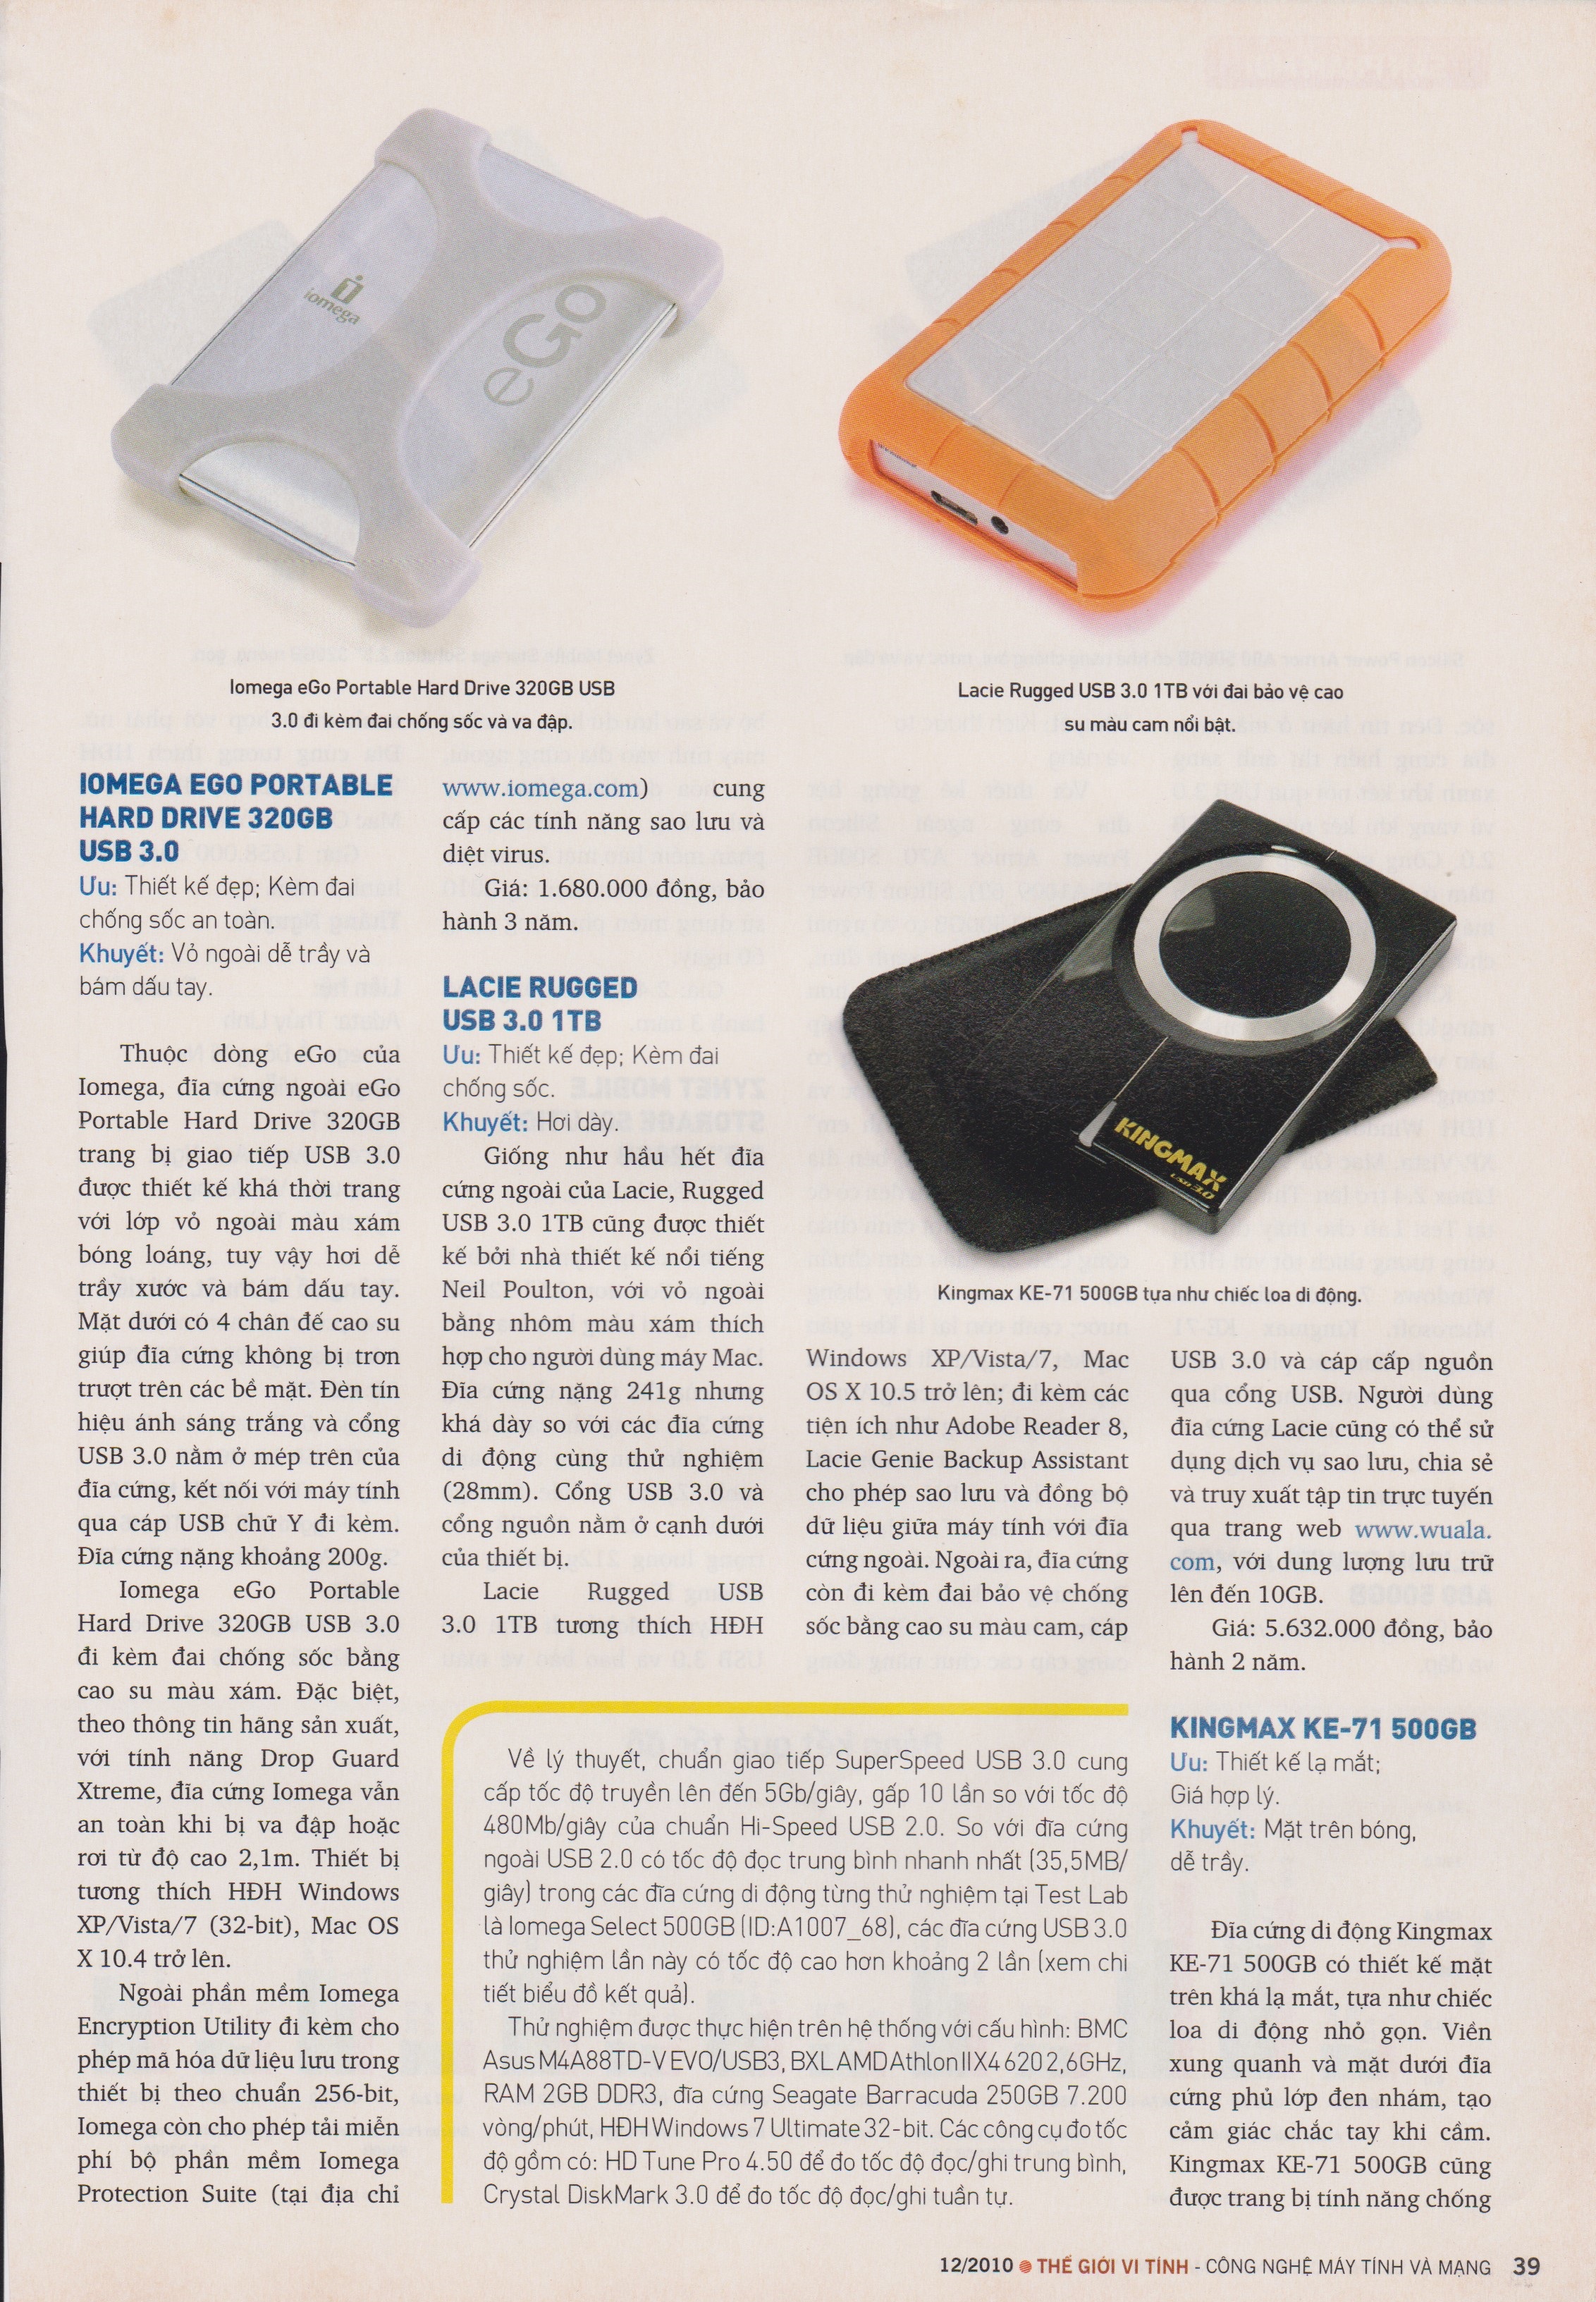 iomega
eGo
Iomega eGo Portable Hard Drive 320GB USB
3.0 đi kèm đai chống sốc và va đập.
Lacie Rugged USB 3.0 1TB với đai bảo vệ cao
su màu cam nổi bật.
IOMEGA EGO PORTABLE
HARD DRIVE 320GB
USB 3.0
Ưu: Thiết kế đẹp; Kèm đai
chống sốc an toàn.
Khuyết: Vỏ ngoài dễ trầy và
bám dấu tay.
Thuộc dòng eGo của
Iomega, đĩa cứng ngoài eGo
Portable Hard Drive 320GB
trang bị giao tiếp USB 3.0
được thiết kế khá thời trang
với lớp vỏ ngoài màu xám
bóng loáng, tuy vậy hơi dễ
trầy xước và bám dấu tay.
Mặt dưới có 4 chân đế cao su
giúp đĩa cứng không bị trơn
trượt trên các bề mặt. Đèn tín
hiệu ánh sáng trắng và cổng
USB 3.0 nằm ở mép trên của
đĩa cứng, kết nối với máy tính
qua cáp USB chữ Y đi kèm.
Đĩa cứng nặng khoảng 200g.
Iomega eGo Portable
Hard Drive 320GB USB 3.0
đi kèm đai chống sốc bằng
cao su màu xám. Đặc biệt,
theo thông tin hãng sản xuất,
với tính năng Drop Guard
Xtreme, đĩa cứng Iomega vẫn
an toàn khi bị va đập hoặc
rơi từ độ cao 2,1m. Thiết bị
tương thích HĐH Windows
XP/Vista/7 (32-bit), Mac OS
X 10.4 trở lên.
Ngoài phần mềm Iomega
Encryption Utility đi kèm cho
phép mã hóa dữ liệu lưu trong
thiết bị theo chuẩn 256-bit,
Iomega còn cho phép tải miễn
phí bộ phần mềm Iomega
Protection Suite (tại địa chỉ
www.iomega.com) cung
cấp các tính năng sao lưu và
diệt virus.
Giá: 1.680.000 đồng, bảo
hành 3 năm.
LACIE RUGGED
USB 3.0 1TB
Ưu: Thiết kế đẹp; Kèm đai
chống sốc.
Khuyết: Hơi dày.
Giống như hầu hết đĩa
cứng ngoài của Lacie, Rugged
USB 3.0 1TB cũng được thiết
kế bởi nhà thiết kế nổi tiếng
Neil Poulton, với vỏ ngoài
bằng nhôm màu xám thích
hợp cho người dùng máy Mac.
Đĩa cứng nặng 241g nhưng
khá dày so với các đĩa cứng
di động cùng thử nghiệm
(28mm). Cổng USB 3.0 và
cổng nguồn nằm ở cạnh dưới
của thiết bị.
Lacie Rugged USB
3.0 1TB tương thích HĐH
KINGMAX
USB 3.0
Kingmax KE-71 500GB tựa như chiếc loa di động.
Windows XP/Vista/7, Mac
OS X 10.5 trở lên; đi kèm các
tiện ích như Adobe Reader 8,
Lacie Genie Backup Assistant
cho phép sao lưu và đồng bộ
dữ liệu giữa máy tính với đĩa
cứng ngoài. Ngoài ra, đĩa cứng
còn đi kèm đai bảo vệ chống
sốc bằng cao su màu cam, cáp
USB 3.0 và cáp cấp nguồn
qua cổng USB. Người dùng
đĩa cứng Lacie cũng có thể sử
dụng dịch vụ sao lưu, chia sẻ
và truy xuất tập tin trực tuyến
qua trang web www.wuala.
com, với dung lượng lưu trữ
lên đến 10GB.
Giá: 5.632.000 đồng, bảo
hành 2 năm.
KINGMAX KE-71 500GB
Ưu: Thiết kế lạ mắt;
Giá hợp lý.
Khuyết: Mặt trên bóng,
dễ trầy.
Đĩa cứng di động Kingmax
KE-71 500GB có thiết kế mặt
trên khá lạ mắt, tựa như chiếc
loa di động nhỏ gọn. Viền
xung quanh và mặt dưới đĩa
cứng phủ lớp đen nhám, tạo
cảm giác chắc tay khi cầm.
Kingmax KE-71 500GB cũng
được trang bị tính năng chống
Về lý thuyết, chuẩn giao tiếp SuperSpeed USB 3.0 cung
cấp tốc độ truyền lên đến 5Gb/giây, gấp 10 lần so với tốc độ
480Mb/giây của chuẩn Hi-Speed USB 2.0. So với đĩa cứng
ngoài USB 2.0 có tốc độ đọc trung bình nhanh nhất (35,5MB/
giây) trong các đĩa cứng di động từng thử nghiệm tại Test Lab
là Iomega Select 500GB (ID:A1007_68), các đĩa cứng USB 3.0
thử nghiệm lần này có tốc độ cao hơn khoảng 2 lần (xem chi
tiết biểu đồ kết quả).
Thử nghiệm được thực hiện trên hệ thống với cấu hình: BMC
Asus M4A88TD-V EVO/USB3, BXL AMD Athlon II X4 620 2,6GHz,
RAM 2GB DDR3, đĩa cứng Seagate Barracuda 250GB 7.200
vòng/phút, HĐH Windows 7 Ultimate 32-bit. Các công cụ đo tốc
độ gồm có: HD Tune Pro 4.50 để đo tốc độ đọc/ghi trung bình,
Crystal DiskMark 3.0 để đo tốc độ đọc/ghi tuần tự.
12/2010 THẾ GIỚI VI TÍNH - CÔNG NGHỆ MÁY TÍNH VÀ MẠNG 39